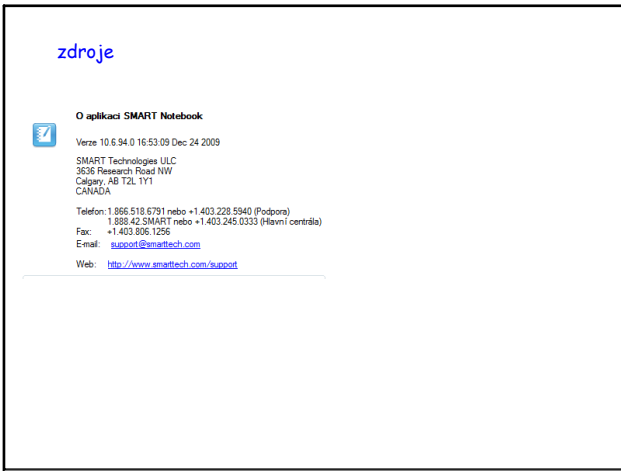 zdroje
O aplikaci SMART Notebook
Verze 10.6.94.0 16:53:09 Dec 24 2009
SMART Technologies ULC
3636 Research Road NW
Calgary, AB T2L 1Y1
CANADA
Telefon: 1.866.518.6791 nebo +1.403.228.5940 (Podpora)
1.888.42.SMART nebo +1.403.245.0333 (Hlavní centrála)
Fax: +1.403.806.1256
E-mail: support@smarttech.com
Web: http://www.smarttech.com/support